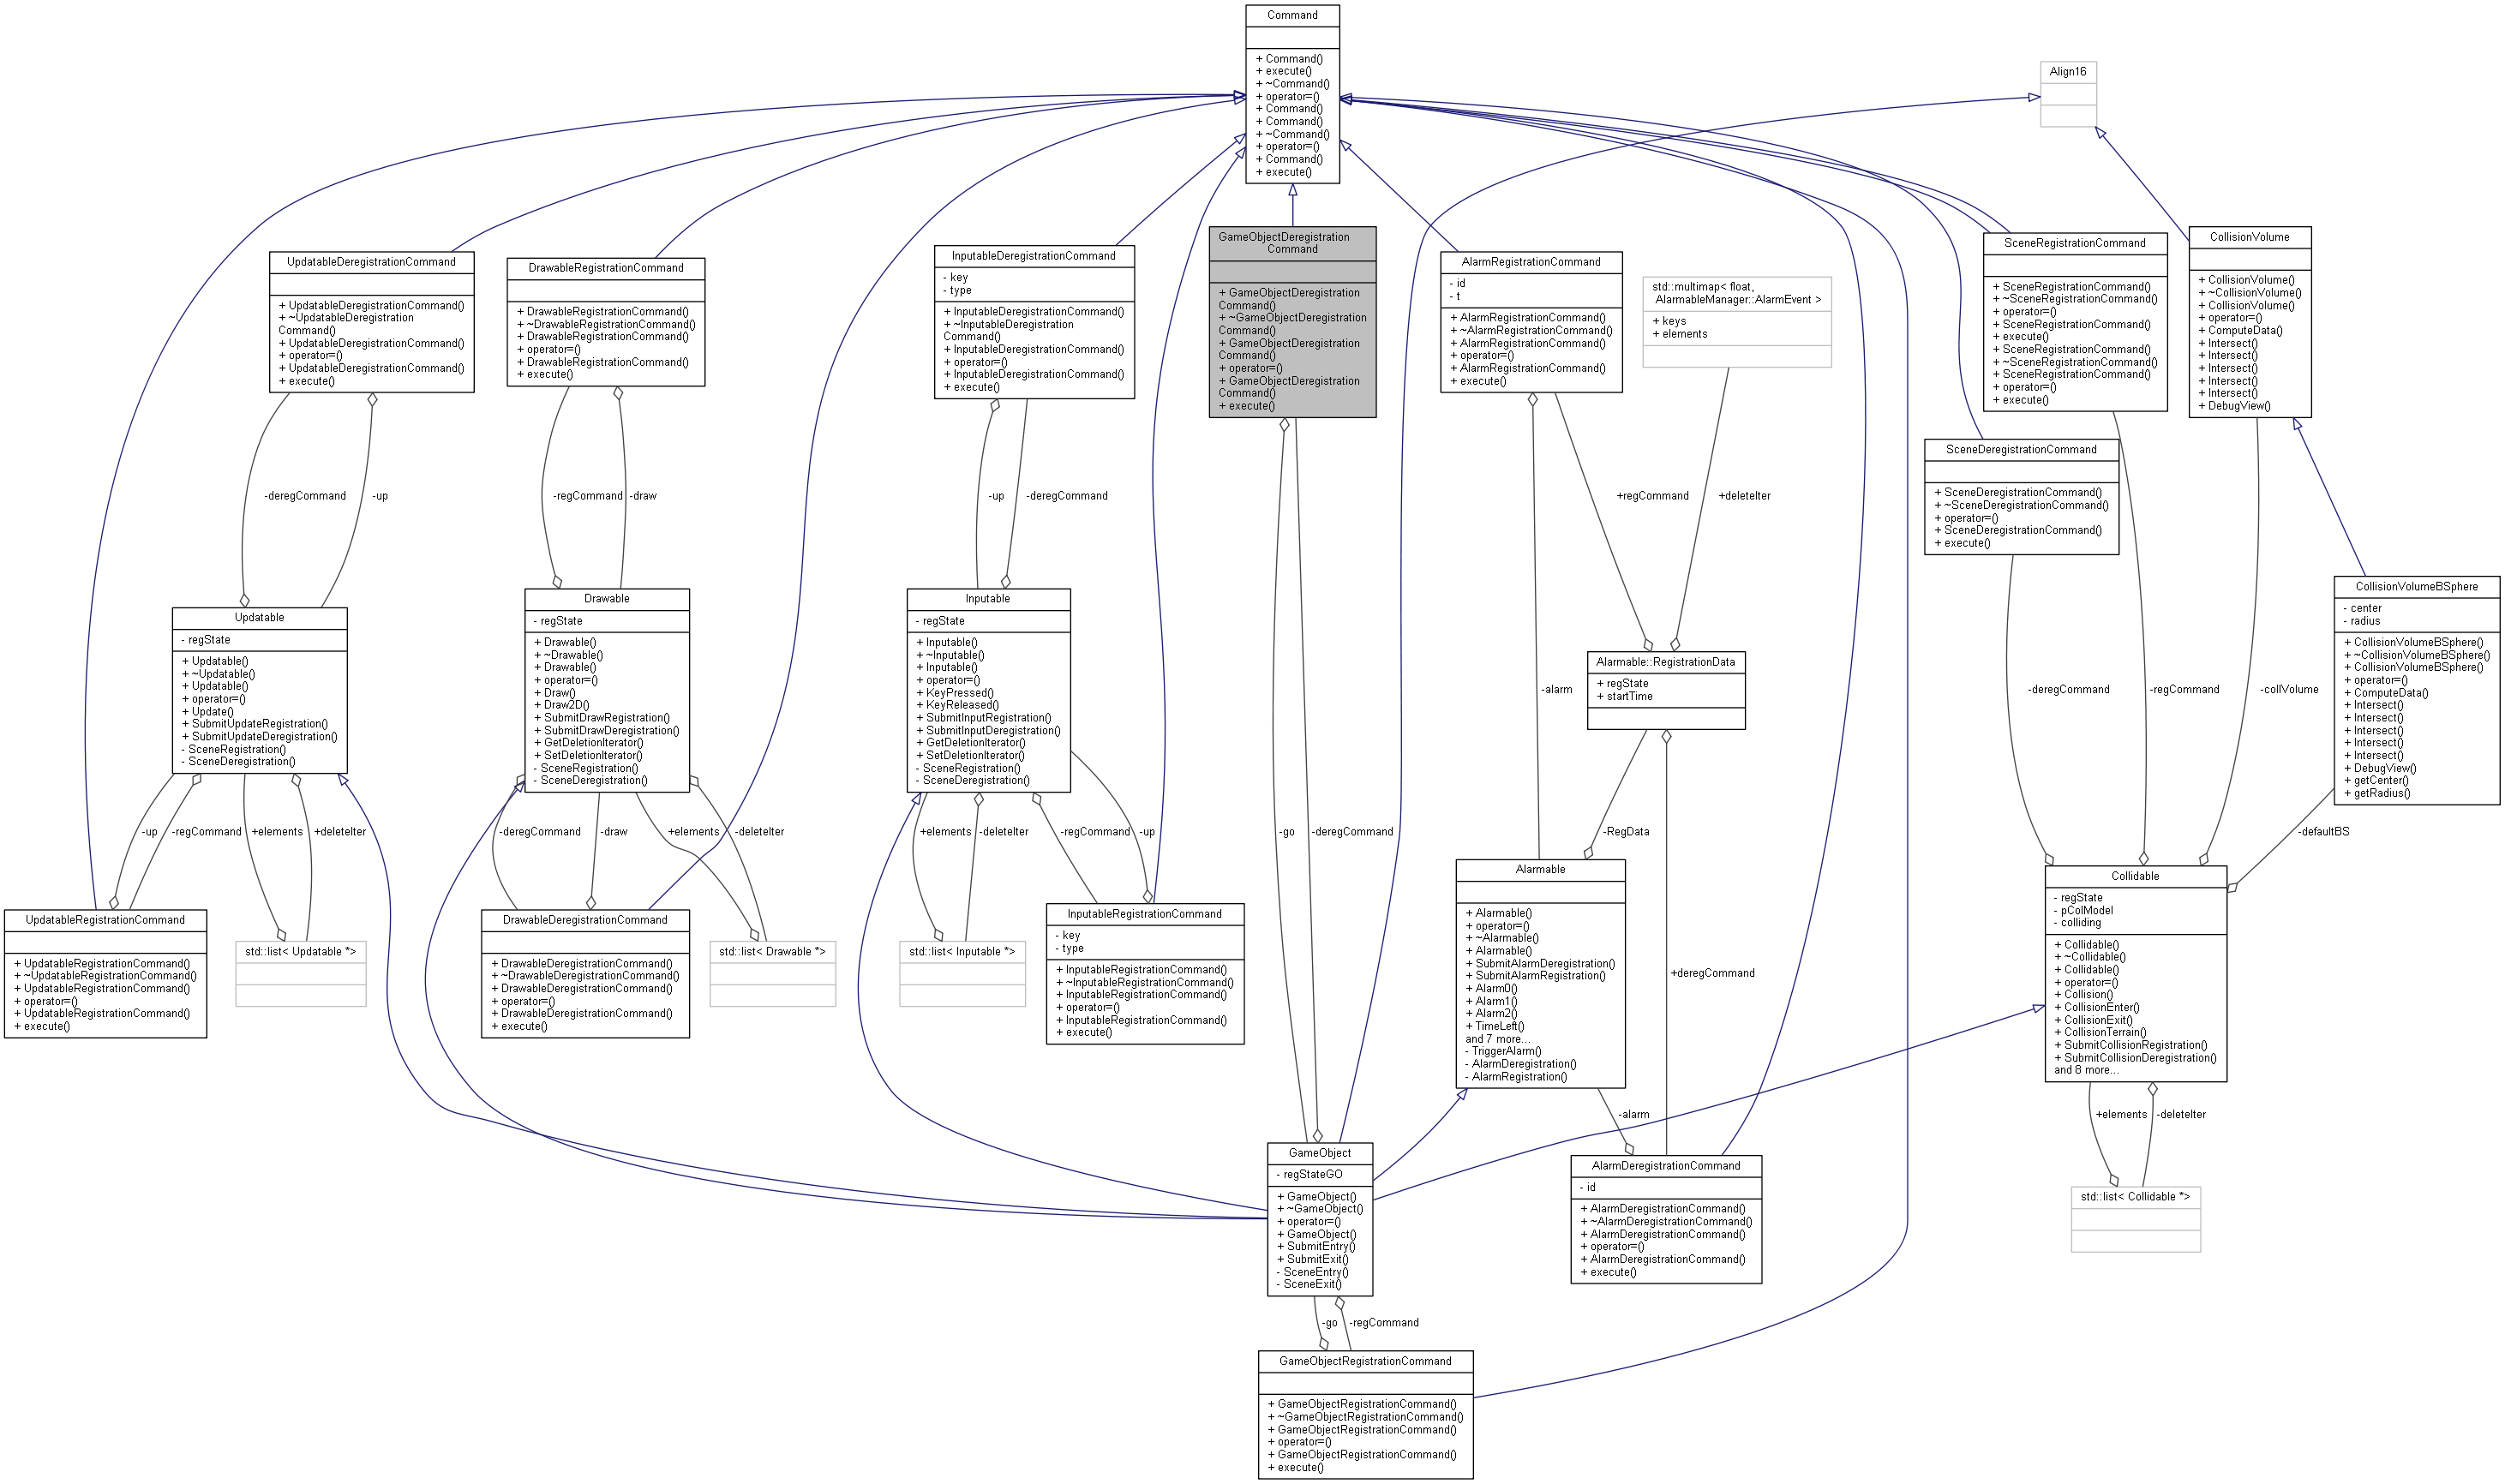 Command
+ Command()
+ execute()
+ ~Command()
+ operator=()
+ Command()
+ Command()
+ ~Command()
+ operator=()
+ Command()
+ execute()
Align16
UpdatableDeregistrationCommand
+ UpdatableDeregistrationCommand()
+ ~UpdatableDeregistration
Command()
+ UpdatableDeregistrationCommand()
+ operator=()
+ UpdatableDeregistrationCommand()
+ execute()
DrawableRegistrationCommand
+ DrawableRegistrationCommand()
+ ~DrawableRegistrationCommand()
+ DrawableRegistrationCommand()
+ operator=()
+ DrawableRegistrationCommand()
+ execute()
InputableDeregistrationCommand
- key
- type
+ InputableDeregistrationCommand()
+ ~InputableDeregistration
Command()
+ InputableDeregistrationCommand()
+ operator=()
+ InputableDeregistrationCommand()
+ execute()
GameObjectDeregistration
Command
+ GameObjectDeregistration
Command()
+ ~GameObjectDeregistration
Command()
+ GameObjectDeregistration
Command()
+ operator=()
+ GameObjectDeregistration
Command()
+ execute()
AlarmRegistrationCommand
- id
- t
+ AlarmRegistrationCommand()
+ ~AlarmRegistrationCommand()
+ AlarmRegistrationCommand()
+ operator=()
+ AlarmRegistrationCommand()
+ execute()
std::multimap< float,
AlarmableManager::AlarmEvent >
+ keys
+ elements
SceneRegistrationCommand
+ SceneRegistrationCommand()
+ ~SceneRegistrationCommand()
+ operator=()
+ SceneRegistrationCommand()
+ execute()
+ SceneRegistrationCommand()
+ ~SceneRegistrationCommand()
+ SceneRegistrationCommand()
+ operator=()
+ execute()
CollisionVolume
+ CollisionVolume()
+ ~CollisionVolume()
+ CollisionVolume()
+ operator=()
+ ComputeData()
+ Intersect()
+ Intersect()
+ Intersect()
+ Intersect()
+ Intersect()
+ DebugView()
SceneDeregistrationCommand
+ SceneDeregistrationCommand()
+ ~SceneDeregistrationCommand()
+ operator=()
+ SceneDeregistrationCommand()
+ execute()
-deregCommand
-up
-regCommand
-draw
-up
-deregCommand
+regCommand
+deleteIter
Updatable
- regState
+ Updatable()
+ ~Updatable()
+ Updatable()
+ operator=()
+ Update()
+ SubmitUpdateRegistration()
+ SubmitUpdateDeregistration()
- SceneRegistration()
- SceneDeregistration()
Drawable
- regState
+ Drawable()
+ ~Drawable()
+ Drawable()
+ operator=()
+ Draw()
+ Draw2D()
+ SubmitDrawRegistration()
+ SubmitDrawDeregistration()
+ GetDeletionIterator()
+ SetDeletionIterator()
- SceneRegistration()
- SceneDeregistration()
Inputable
- regState
+ Inputable()
+ ~Inputable()
+ Inputable()
+ operator=()
+ KeyPressed()
+ KeyReleased()
+ SubmitInputRegistration()
+ SubmitInputDeregistration()
+ GetDeletionIterator()
+ SetDeletionIterator()
- SceneRegistration()
- SceneDeregistration()
-alarm
Alarmable::RegistrationData
+ regState
+ startTime
-deregCommand
-regCommand
-collVolume
CollisionVolumeBSphere
- center
- radius
+ CollisionVolumeBSphere()
+ ~CollisionVolumeBSphere()
+ CollisionVolumeBSphere()
+ operator=()
+ ComputeData()
+ Intersect()
+ Intersect()
+ Intersect()
+ Intersect()
+ Intersect()
+ DebugView()
+ getCenter()
+ getRadius()
-up
-regCommand
+elements
+deleteIter
-deregCommand
-draw
+elements
-deleteIter
+elements
-deleteIter
-regCommand
-up
-go
-deregCommand
-RegData
-defaultBS
UpdatableRegistrationCommand
+ UpdatableRegistrationCommand()
+ ~UpdatableRegistrationCommand()
+ UpdatableRegistrationCommand()
+ operator=()
+ UpdatableRegistrationCommand()
+ execute()
std::list< Updatable *>
DrawableDeregistrationCommand
+ DrawableDeregistrationCommand()
+ ~DrawableDeregistrationCommand()
+ DrawableDeregistrationCommand()
+ operator=()
+ DrawableDeregistrationCommand()
+ execute()
std::list< Drawable *>
std::list< Inputable *>
InputableRegistrationCommand
- key
- type
+ InputableRegistrationCommand()
+ ~InputableRegistrationCommand()
+ InputableRegistrationCommand()
+ operator=()
+ InputableRegistrationCommand()
+ execute()
Alarmable
+ Alarmable()
+ operator=()
+ ~Alarmable()
+ Alarmable()
+ SubmitAlarmDeregistration()
+ SubmitAlarmRegistration()
+ Alarm0()
+ Alarm1()
+ Alarm2()
+ TimeLeft()
and 7 more...
- TriggerAlarm()
- AlarmDeregistration()
- AlarmRegistration()
+deregCommand
Collidable
- regState
- pColModel
- colliding
+ Collidable()
+ ~Collidable()
+ Collidable()
+ operator=()
+ Collision()
+ CollisionEnter()
+ CollisionExit()
+ CollisionTerrain()
+ SubmitCollisionRegistration()
+ SubmitCollisionDeregistration()
and 8 more...
-alarm
+elements
-deleteIter
GameObject
- regStateGO
+ GameObject()
+ ~GameObject()
+ operator=()
+ GameObject()
+ SubmitEntry()
+ SubmitExit()
- SceneEntry()
- SceneExit()
AlarmDeregistrationCommand
- id
+ AlarmDeregistrationCommand()
+ ~AlarmDeregistrationCommand()
+ AlarmDeregistrationCommand()
+ operator=()
+ AlarmDeregistrationCommand()
+ execute()
std::list< Collidable *>
-go
-regCommand
GameObjectRegistrationCommand
+ GameObjectRegistrationCommand()
+ ~GameObjectRegistrationCommand()
+ GameObjectRegistrationCommand()
+ operator=()
+ GameObjectRegistrationCommand()
+ execute()